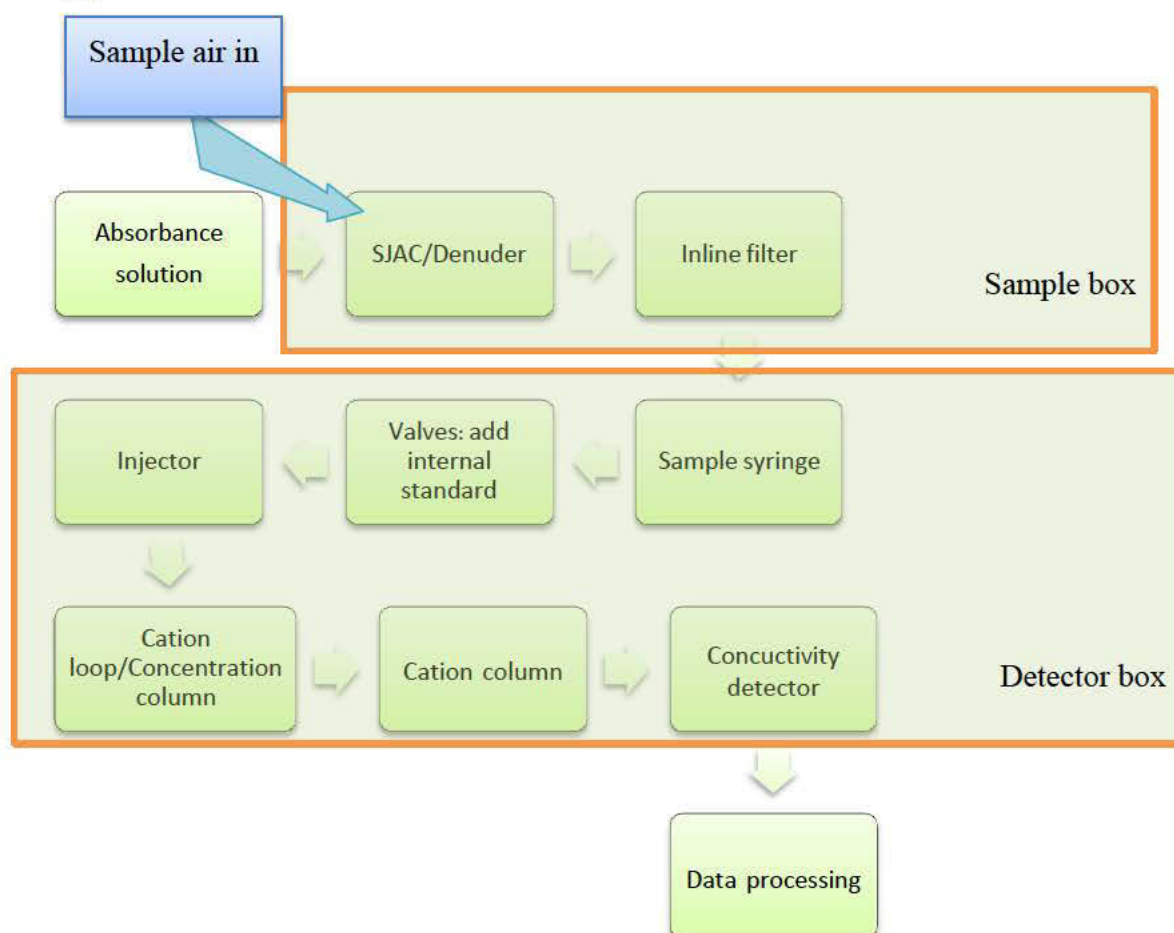 Sample air in
Absorbance
solution
SJAC/Denuder
Inline filter
Sample box
Injector
Valves: add
internal
standard
Sample syringe
Cation
loop/Concentration
column
Cation column
Concuctivity
detector
Detector box
Data processing